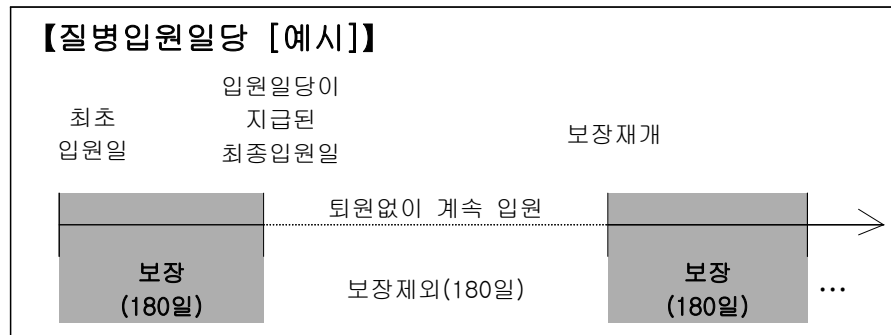 【질병입원일당 [예시]】
최초
입원일
입원일당이
지급된
최종입원일
보장재개
퇴원없이 계속 입원
보장
(180일)
보장제외(180일)
보장
(180일)
…